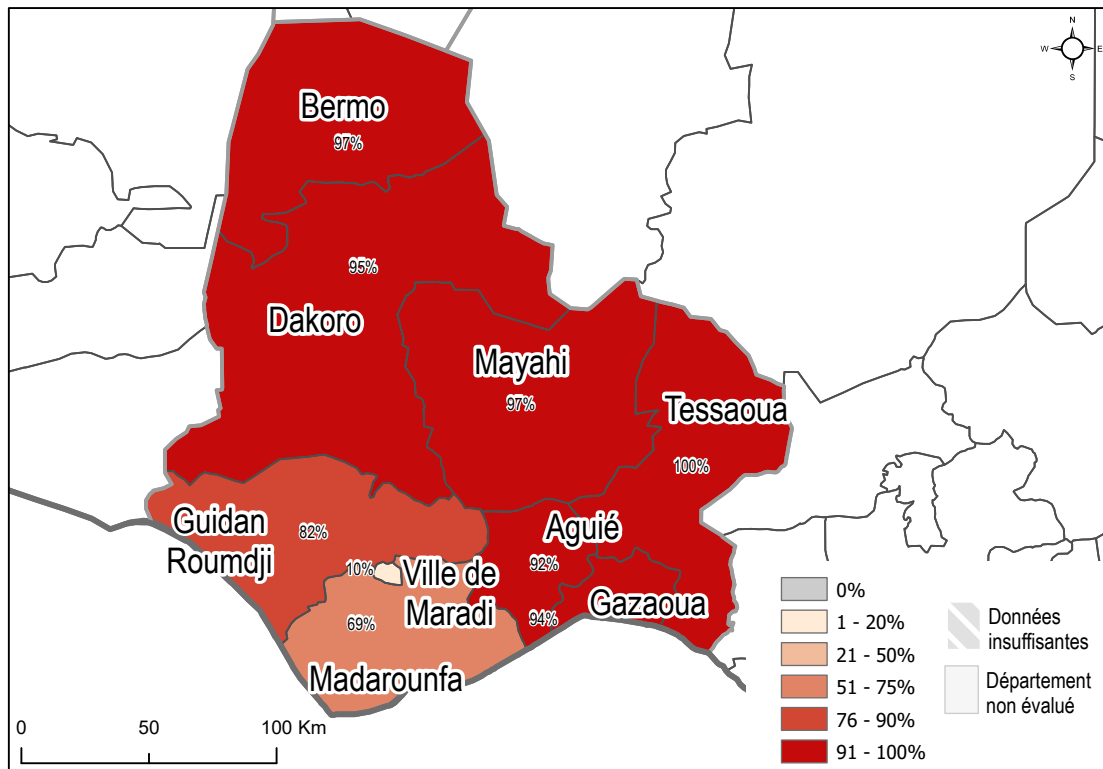 N
W
E
S
Bermo
97%
95%
Dakoro
Mayahi
97%
Tessaoua
100%
Guidan
Roumdji
82%
Aguié
92%
10%
Ville de
Maradi
Gazaoua
94%
69%
Madarounfa
0%
1 - 20%
21 - 50%
51 - 75%
76 - 90%
91 - 100%
Données
insuffisantes
Département
non évalué
0 50 100 Km